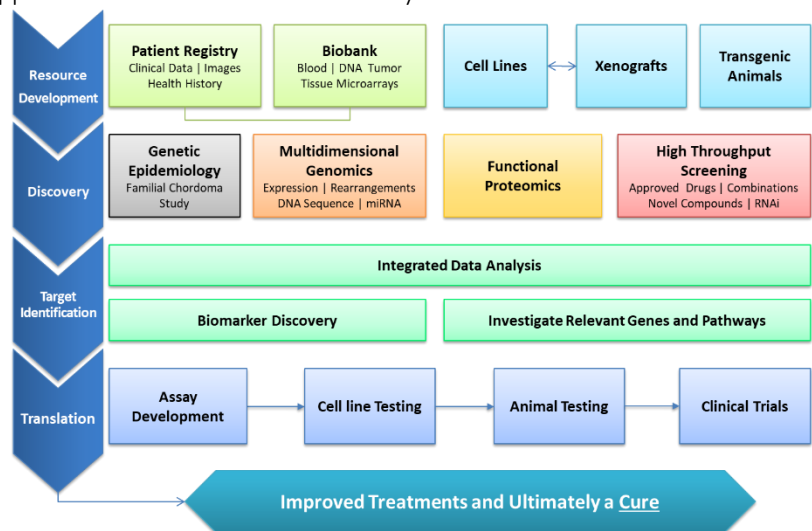 Resource
Development
Patient Registry
Clinical Data | Images
Health History
Biobank
Blood | DNA Tumor
Tissue Microarrays
Cell Lines
Xenografts
Transgenic
Animals
Discovery
Genetic
Epidemiology
Familial Chordoma
Study
Multidimensional
Genomics
Expression | Rearrangements
DNA Sequence | miRNA
Functional
Proteomics
High Throughput
Screening
Approved Drugs | Combinations
Novel Compounds | RNAi
Target
Identification
Integrated Data Analysis
Biomarker Discovery
Investigate Relevant Genes and Pathways
Translation
Assay
Development
Cell line Testing
Animal Testing
Clinical Trials
Improved Treatments and Ultimately a Cure